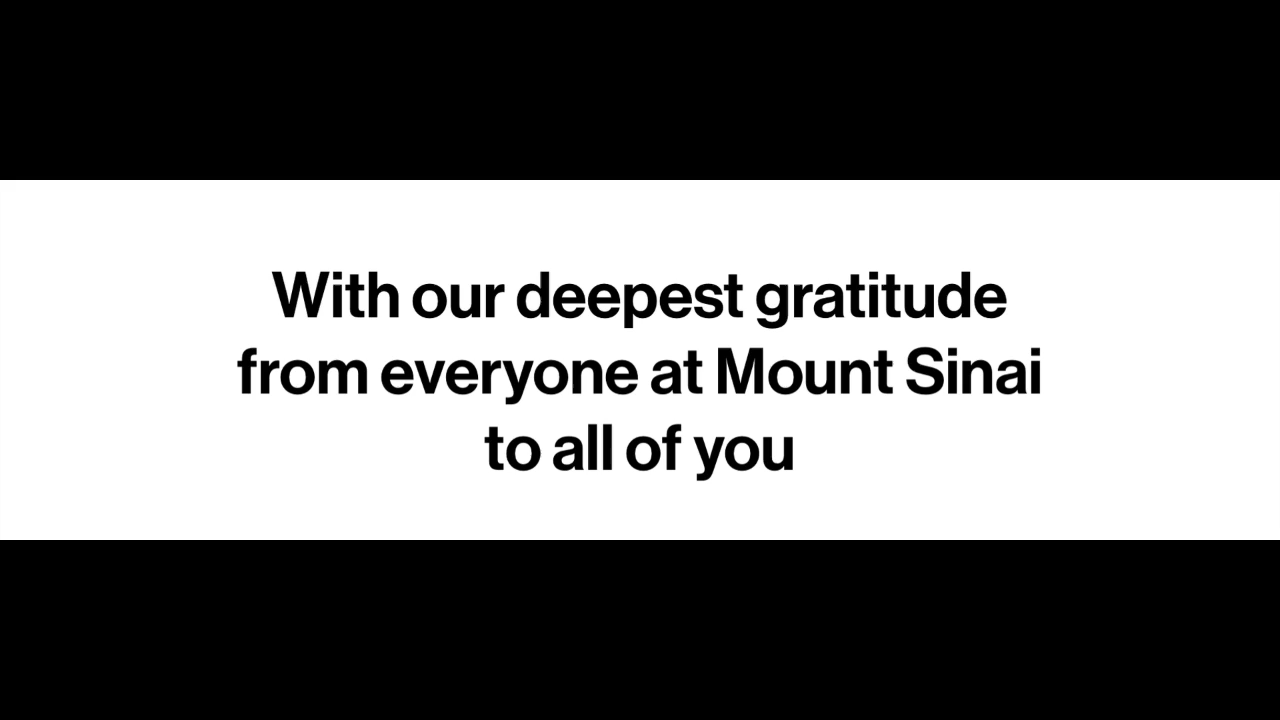 With our deepest gratitude
from everyone at Mount Sinai
to all of you